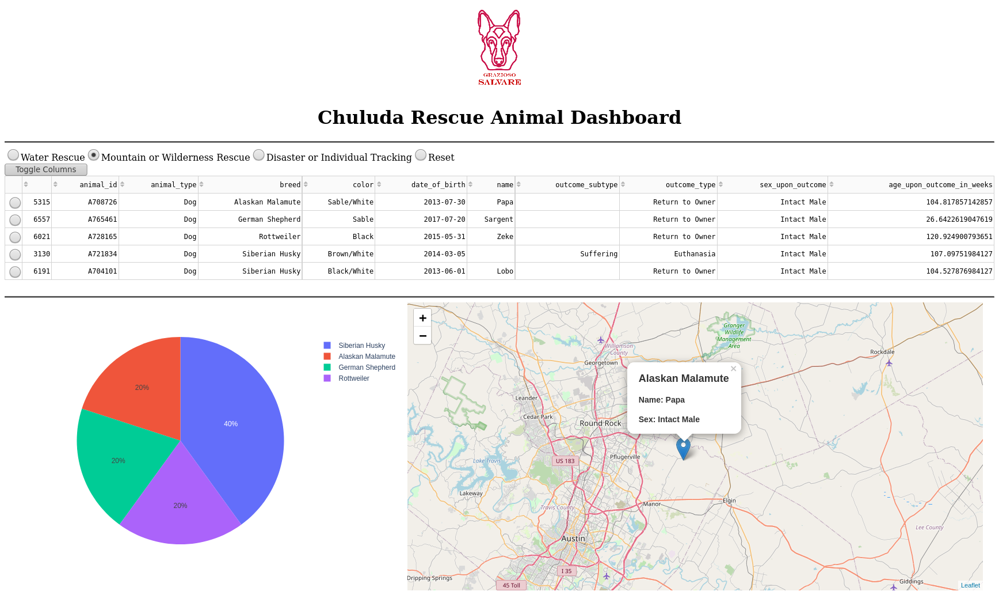 GRAZIOSO
SALVARE
Chuluda Rescue Animal Dashboard
Water Rescue Mountain or Wilderness Rescue Disaster or Individual Tracking Reset
Toggle Columns
animal_id animal_type breed color date_of_birth name outcome_subtype outcome_type sex_upon_outcome age_upon_outcome_in_weeks
5315 A708726 Dog Alaskan Malamute Sable/White 2013-07-30 Papa Return to Owner Intact Male 104.817857142857
6557 A765461 Dog German Shepherd Sable 2017-07-20 Sargent Return to Owner Intact Male 26.6422619047619
6021 A728165 Dog Rottweiler Black 2015-05-31 Zeke Return to Owner Intact Male 120.924900793651
3130 A721834 Dog Siberian Husky Brown/White 2014-03-05 Suffering Euthanasia Intact Male 107.09751984127
6191 A704101 Dog Siberian Husky Black/White 2013-06-01 Lobo Return to Owner Intact Male 104.527876984127
Siberian Husky
Alaskan Malamute
German Shepherd
Rottweiler
20%
40%
20%
20%
+
−
Granger
Wildlife
Management
Area
Williamson
County
Rockdale
Georgetown
×
Alaskan Malamute
Name: Papa
Sex: Intact Male
Leander
Cedar Park
Round Rock
Pflugerville
US 183
Lake Travis
Lakeway
Manor
Elgin
Travis County
Lee County
Austin
I 35
Dripping Springs
45 Toll
Giddings
Leaflet